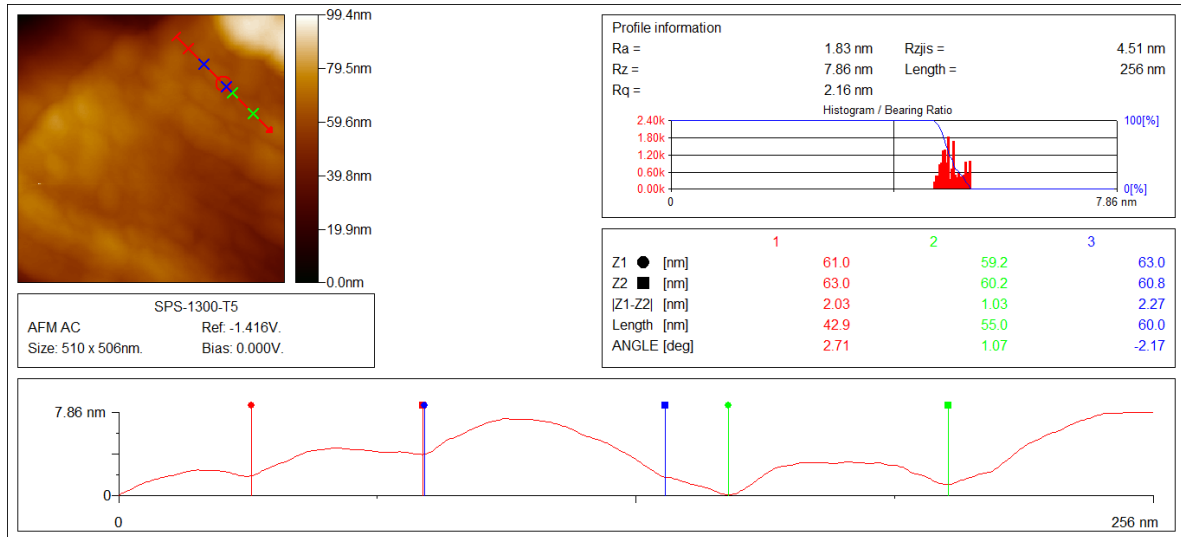 99.4nm
79.5nm
59.6nm
39.8nm
19.9nm
0.0nm
SPS-1300-T5
AFM AC Ref: -1.416V.
Size: 510 x 506nm. Bias: 0.000V.
Profile information
Ra = 1.83 nm Rzjis = 4.51 nm
Rz = 7.86 nm Length = 256 nm
Rq = 2.16 nm
Histogram / Bearing Ratio
2.40k 100[%]
1.80k
1.20k
0.60k
0.00k 0[%]
0 7.86 nm
1 2 3
Z1 [nm] 61.0 59.2 63.0
Z2 [nm] 63.0 60.2 60.8
|Z1-Z2| [nm] 2.03 1.03 2.27
Length [nm] 42.9 55.0 60.0
ANGLE [deg] 2.71 1.07 -2.17
7.86 nm
0
0 256 nm